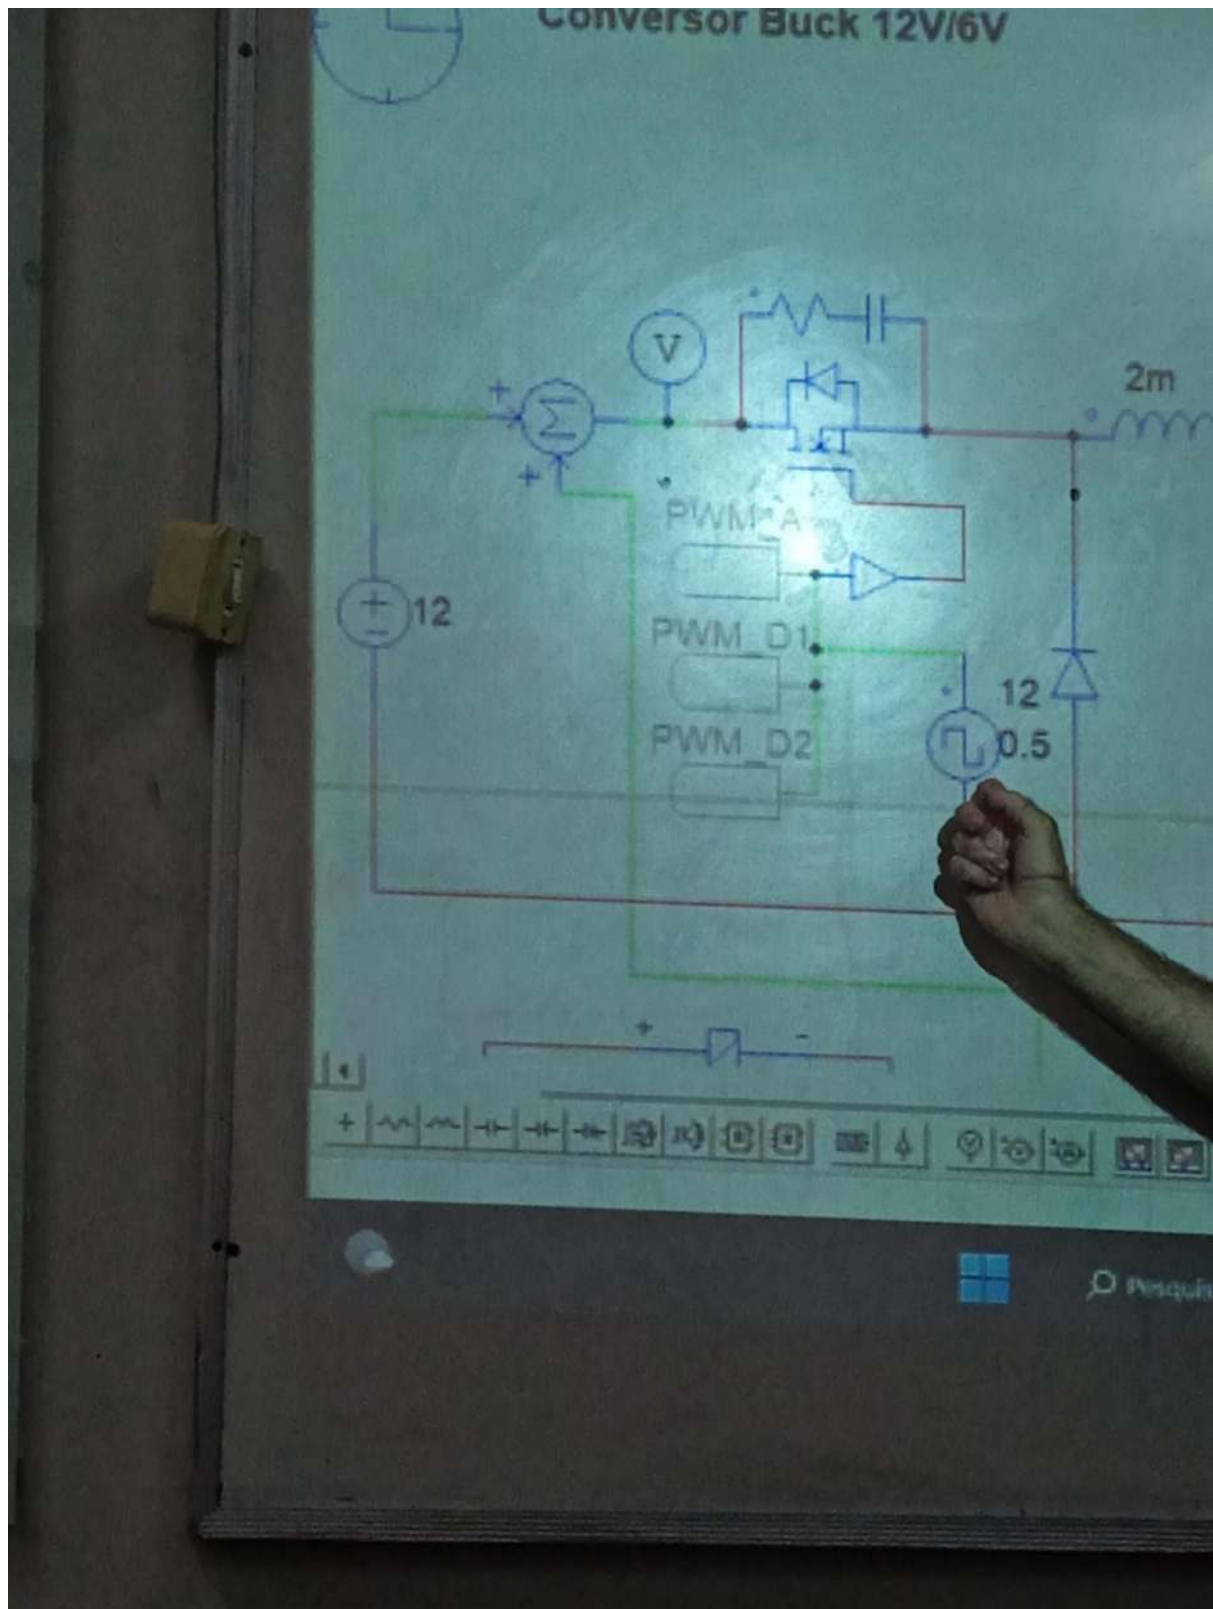 Conversor Buck 12V/6V
V
2m
+
Σ
+
PWM_A
+
12
-
PWM_D1
12
0.5
PWM_D2
+
-
Pesquis